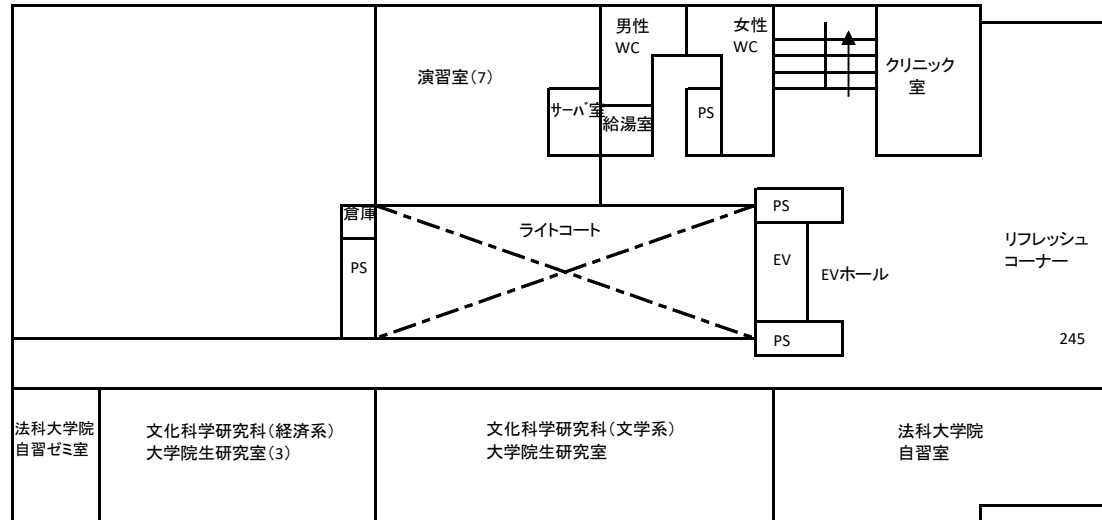 男性
WC
女性
WC
演習室(7)
クリニック
室
サーバ室
給湯室
PS
倉庫
ライトコート
PS
PS
EV
EVホール
リフレッシュ
コーナー
PS
245
法科大学院
自習ゼミ室
文化科学研究科(経済系)
大学院生研究室(3)
文化科学研究科(文学系)
大学院生研究室
法科大学院
自習室